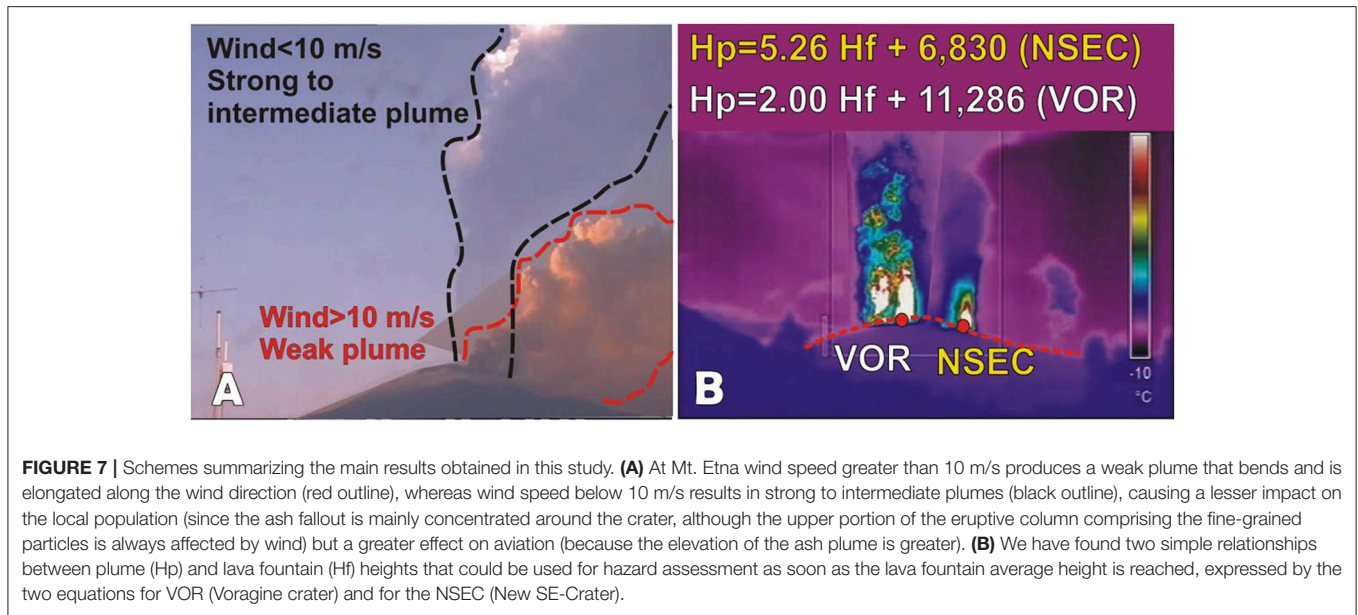 Wind<10 m/s
Strong to
intermediate plume
Wind>10 m/s
Weak plume
A
Hp=5.26 Hf + 6,830 (NSEC)
Hp=2.00 Hf + 11,286 (VOR)
VOR NSEC
-10
°C
B
FIGURE 7 | Schemes summarizing the main results obtained in this study. (A) At Mt. Etna wind speed greater than 10 m/s produces a weak plume that bends and is
elongated along the wind direction (red outline), whereas wind speed below 10 m/s results in strong to intermediate plumes (black outline), causing a lesser impact on
the local population (since the ash fallout is mainly concentrated around the crater, although the upper portion of the eruptive column comprising the fine-grained
particles is always affected by wind) but a greater effect on aviation (because the elevation of the ash plume is greater). (B) We have found two simple relationships
between plume (Hp) and lava fountain (Hf) heights that could be used for hazard assessment as soon as the lava fountain average height is reached, expressed by the
two equations for VOR (Voragine crater) and for the NSEC (New SE-Crater).